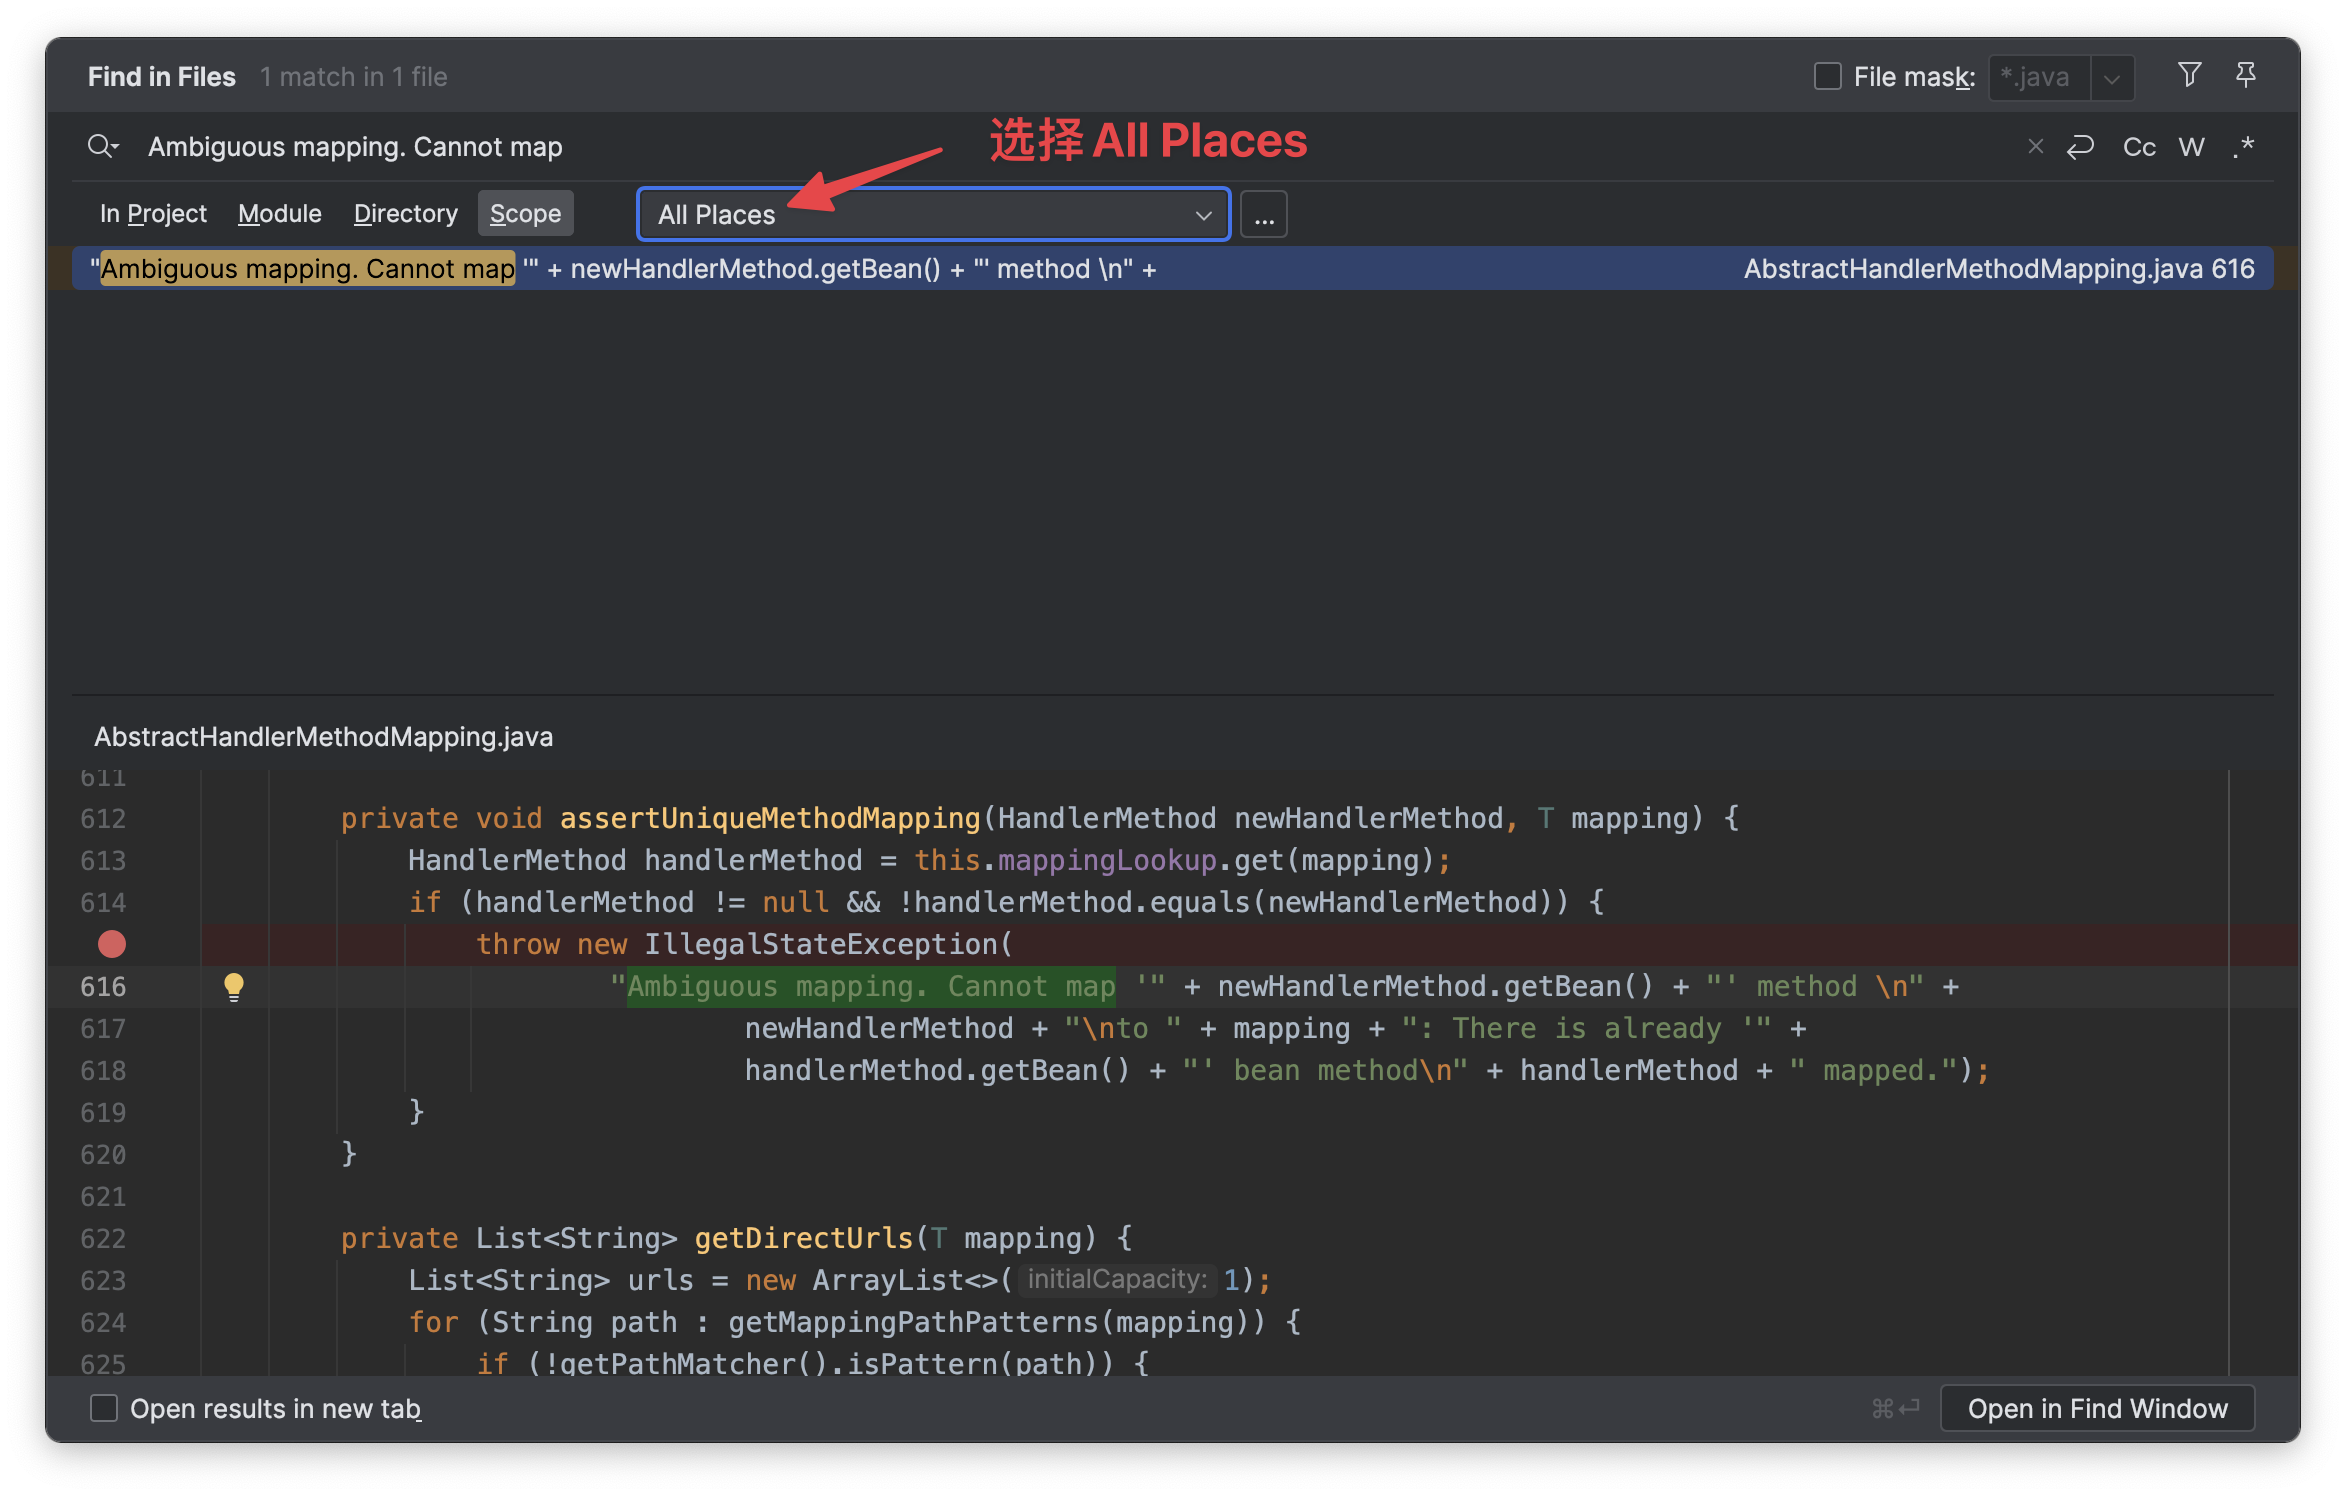 Find in Files 1 match in 1 file File mask: *.java
选择 All Places
Ambiguous mapping. Cannot map Cc W .*
In Project Module Directory Scope All Places ...
"Ambiguous mapping. Cannot map '" + newHandlerMethod.getBean() + "' method \n" + AbstractHandlerMethodMapping.java 616
AbstractHandlerMethodMapping.java
611
612 private void assertUniqueMethodMapping(HandlerMethod newHandlerMethod, T mapping) {
613 HandlerMethod handlerMethod = this.mappingLookup.get(mapping);
614 if (handlerMethod != null && !handlerMethod.equals(newHandlerMethod)) {
throw new IllegalStateException(
616 "Ambiguous mapping. Cannot map '" + newHandlerMethod.getBean() + "' method \n" +
617 newHandlerMethod + "\nto " + mapping + ": There is already '" +
618 handlerMethod.getBean() + "' bean method\n" + handlerMethod + " mapped.");
619 }
620 }
621
622 private List<String> getDirectUrls(T mapping) {
623 List<String> urls = new ArrayList<>( initialCapacity: 1);
624 for (String path : getMappingPathPatterns(mapping)) {
625 if (!getPathMatcher().isPattern(path)) {
Open results in new tab ⌘⏎ Open in Find Window